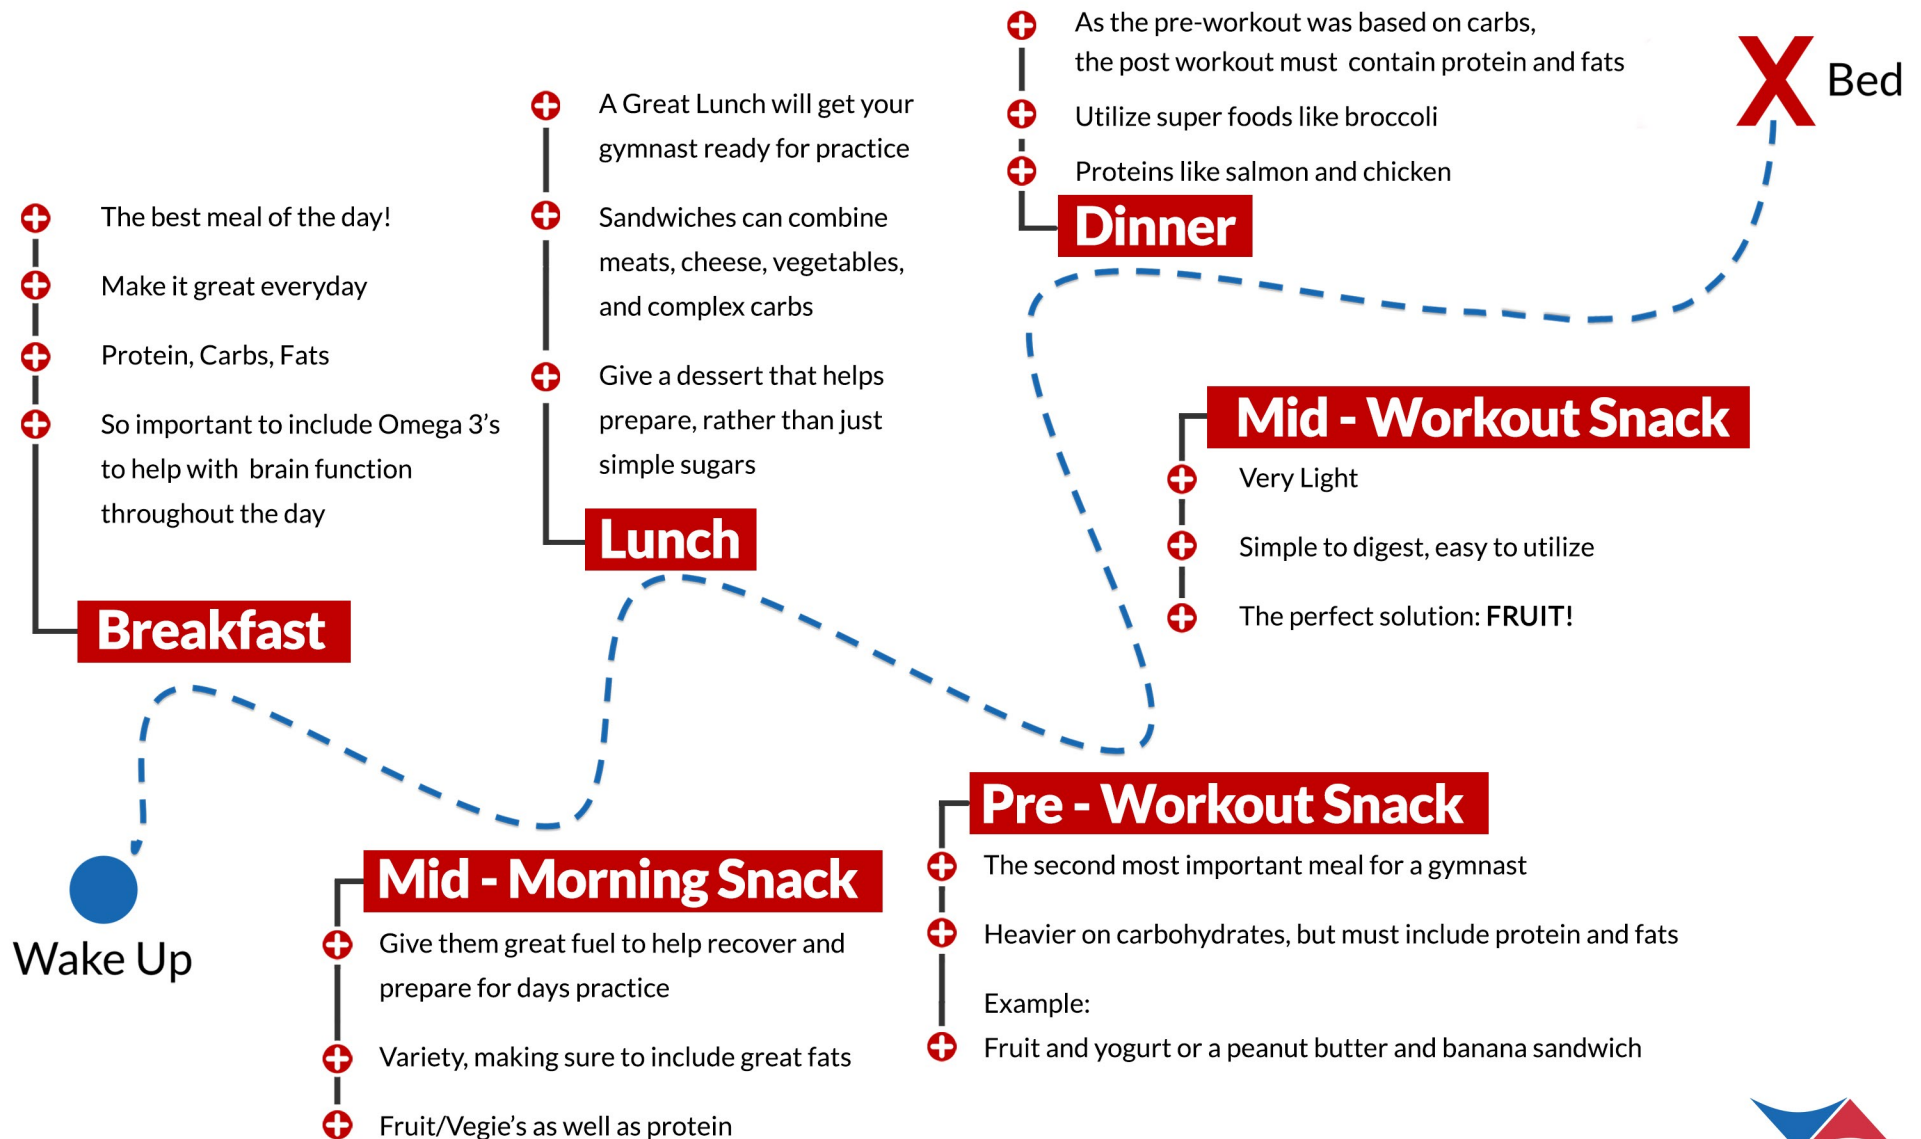 The best meal of the day!
Make it great everyday
Protein, Carbs, Fats
So important to include Omega 3's
to help with brain function
throughout the day
Breakfast
Wake Up
Give them great fuel to help recover and
prepare for days practice
Variety, making sure to include great fats
Fruit/Vegie's as well as protein
Mid - Morning Snack
A Great Lunch will get your
gymnast ready for practice
Sandwiches can combine
meats, cheese, vegetables,
and complex carbs
Give a dessert that helps
prepare, rather than just
simple sugars
Lunch
Pre - Workout Snack
The second most important meal for a gymnast
Heavier on carbohydrates, but must include protein and fats
Example:
Fruit and yogurt or a peanut butter and banana sandwich
Mid - Workout Snack
Very Light
Simple to digest, easy to utilize
The perfect solution: FRUIT!
As the pre-workout was based on carbs,
the post workout must contain protein and fats
Utilize super foods like broccoli
Proteins like salmon and chicken
Dinner
X Bed